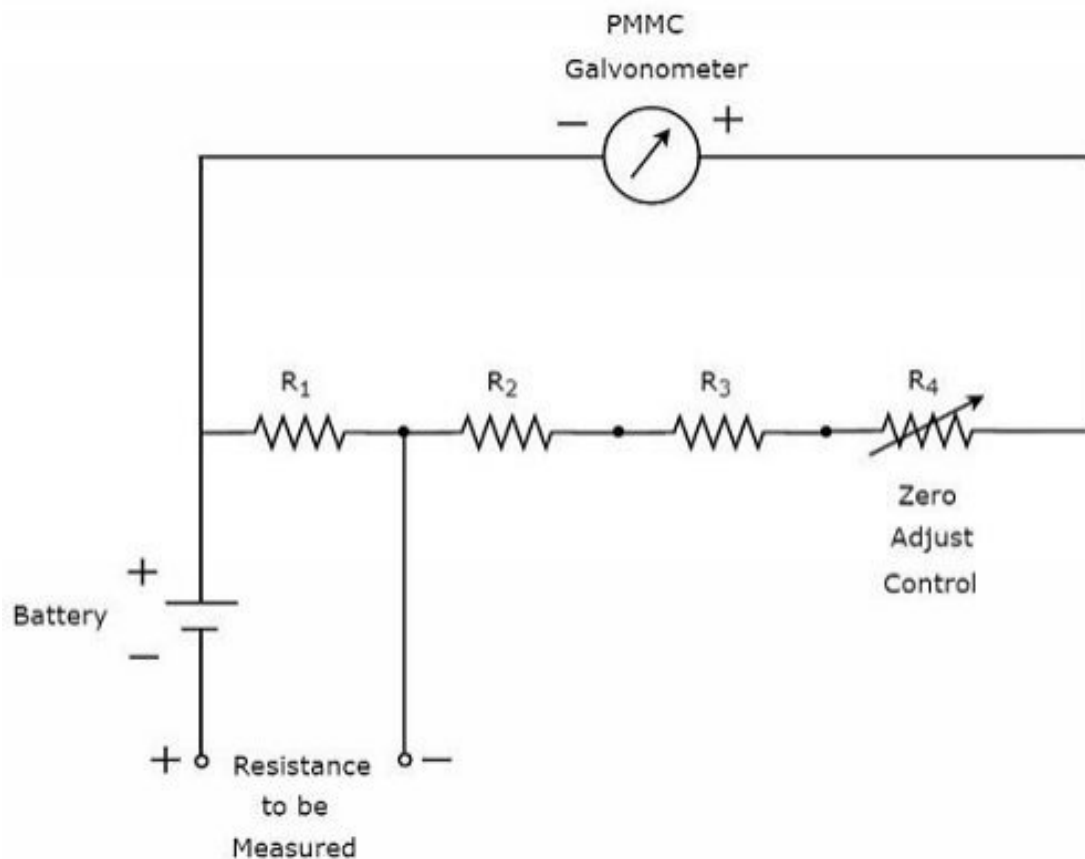 PMMC
Galvonometer
− +
R₁ R₂ R₃ R₄
Zero
Adjust
Control
+
Battery
−
+ Resistance −
to be
Measured